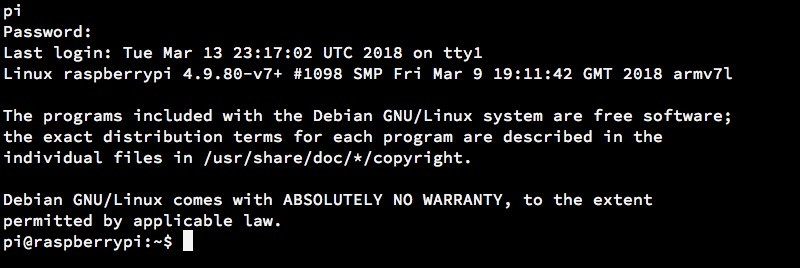 pi
Password:
Last login: Tue Mar 13 23:17:02 UTC 2018 on tty1
Linux raspberrypi 4.9.80-v7+ #1098 SMP Fri Mar 9 19:11:42 GMT 2018 armv7l
The programs included with the Debian GNU/Linux system are free software;
the exact distribution terms for each program are described in the
individual files in /usr/share/doc/*/copyright.
Debian GNU/Linux comes with ABSOLUTELY NO WARRANTY, to the extent
permitted by applicable law.
pi@raspberrypi:~$